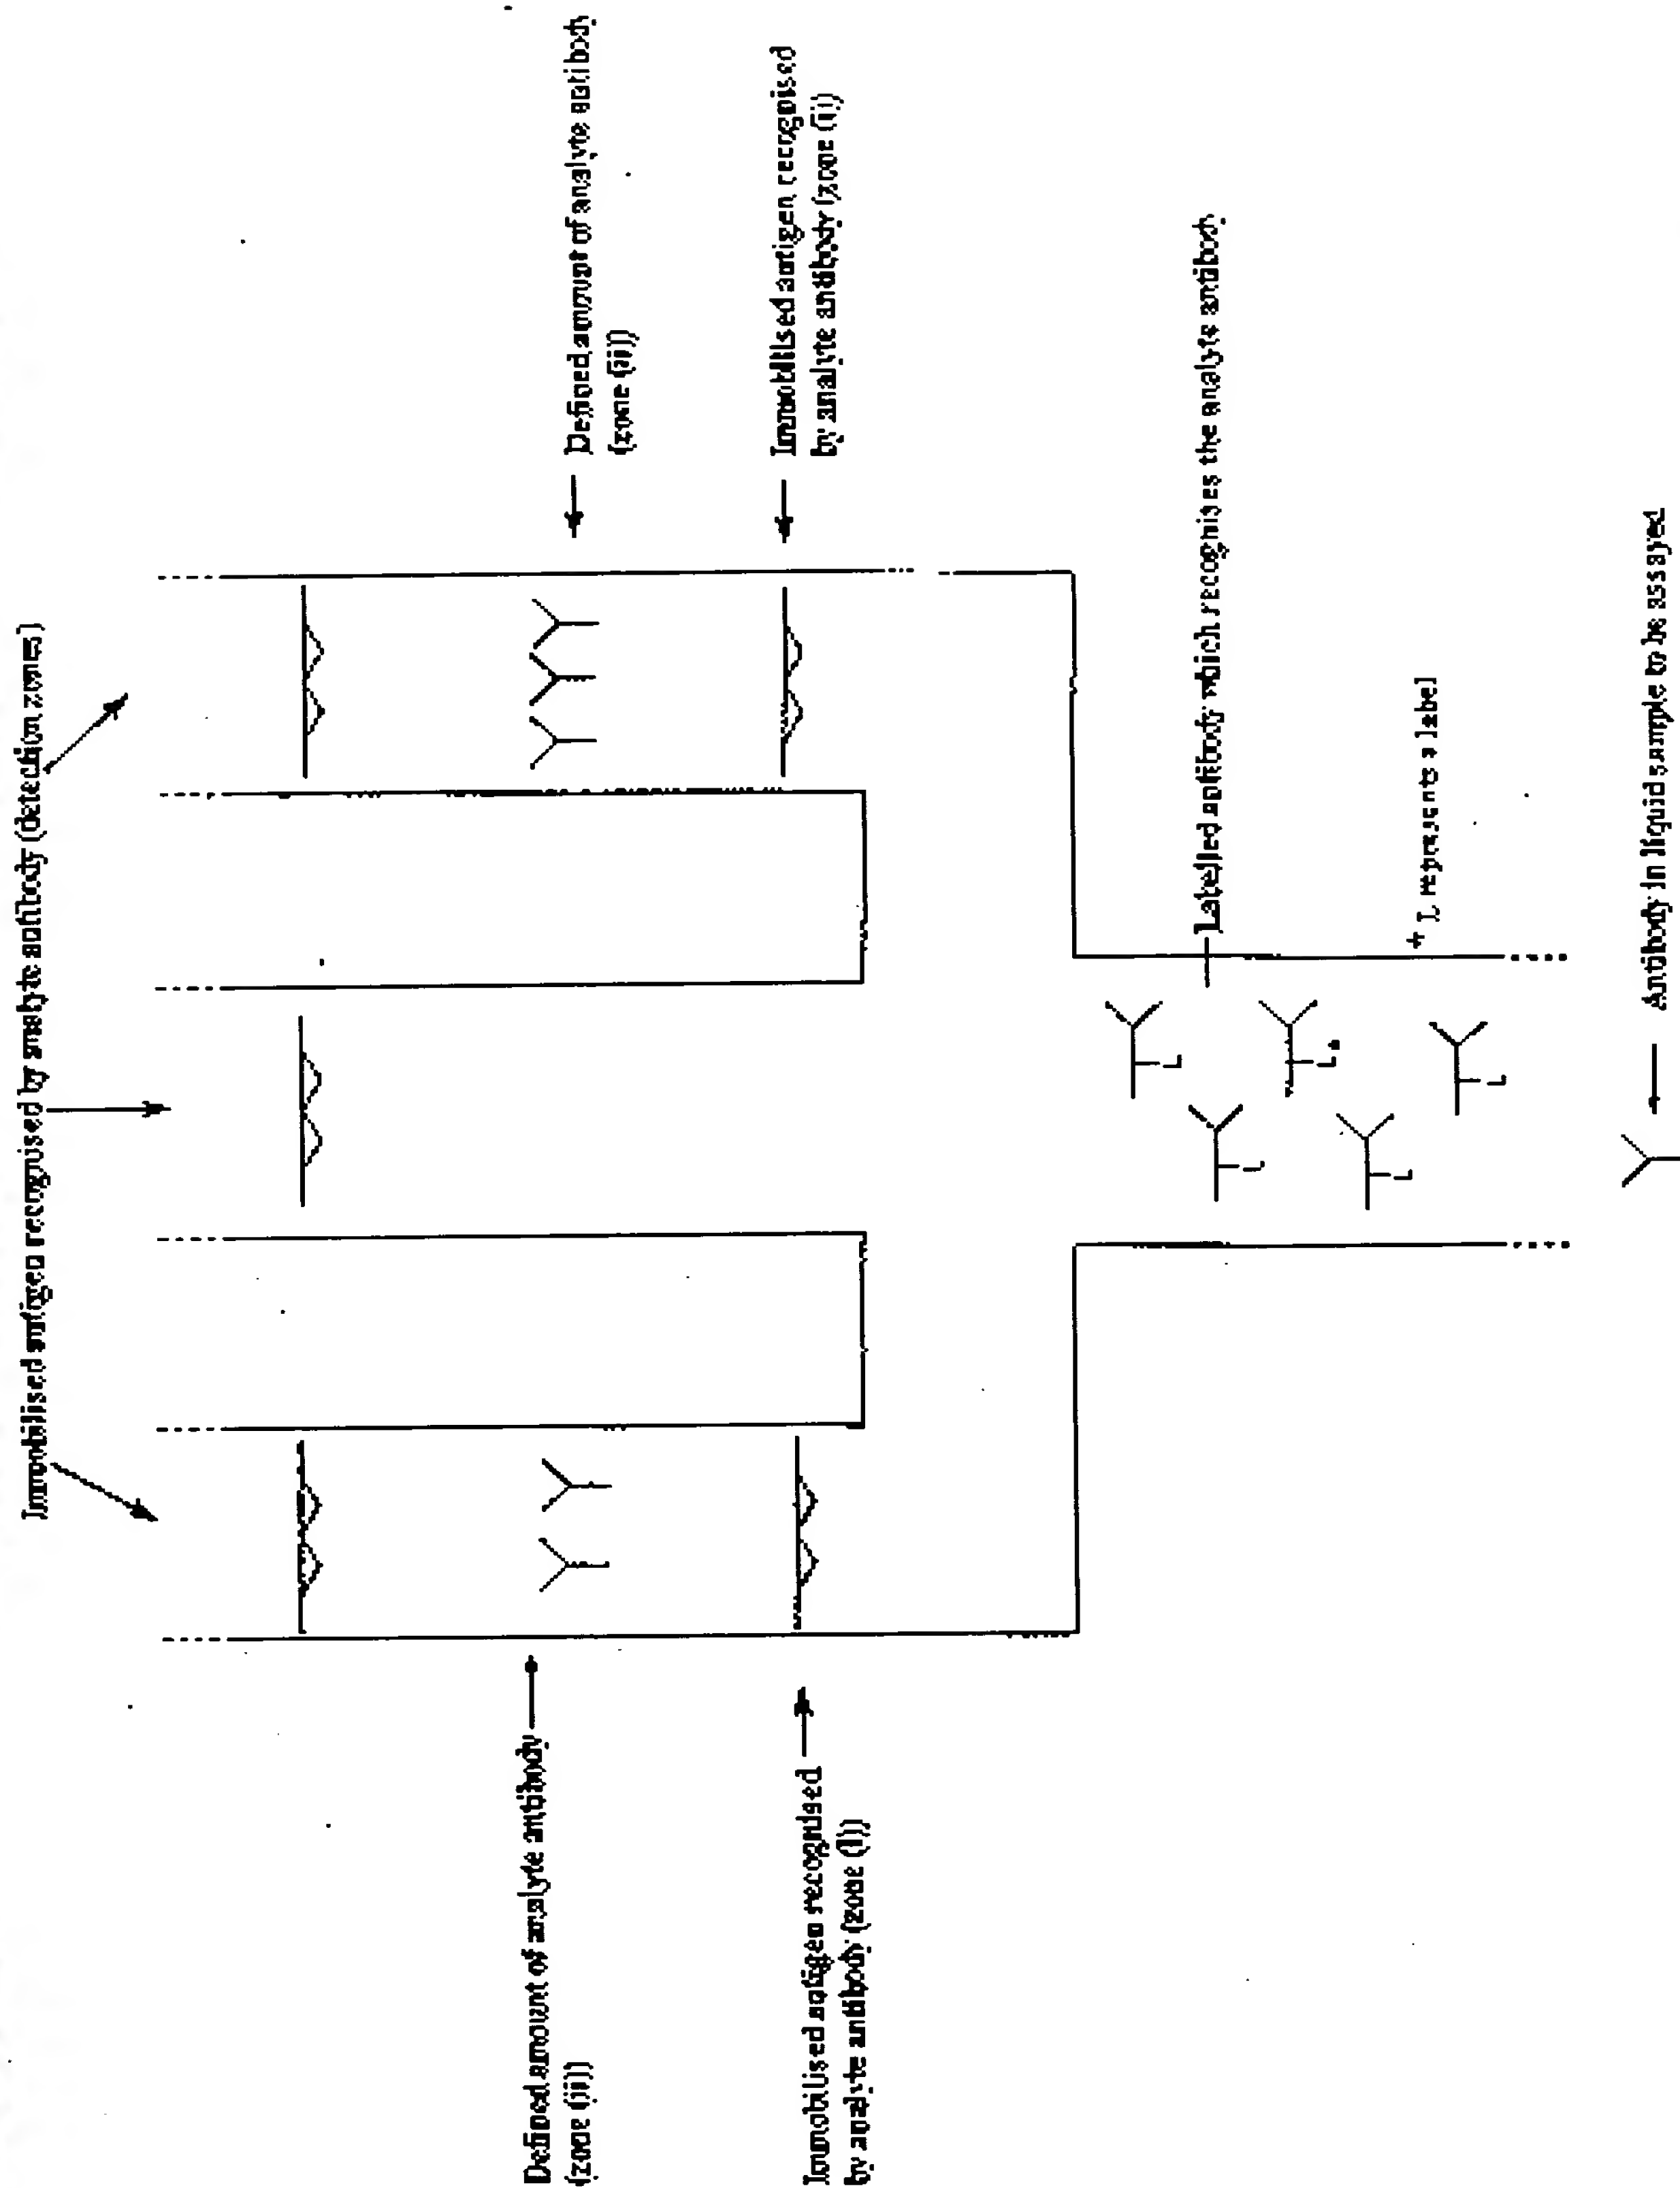 Immobilised antigen recognised by analyte antibody (detection zones)
Defined amount of analyte antibody
(zone (ii))
Immobilised antigen recognised
by analyte antibody (zone (i))
Defined amount of analyte antibody
(zone (ii))
Immobilised antigen recognised
by analyte antibody (zone (i))
L
L
L*
L
L
Labelled antibody which recognises the analyte antibody
* L represents a label
Antibody in liquid sample to be assayed